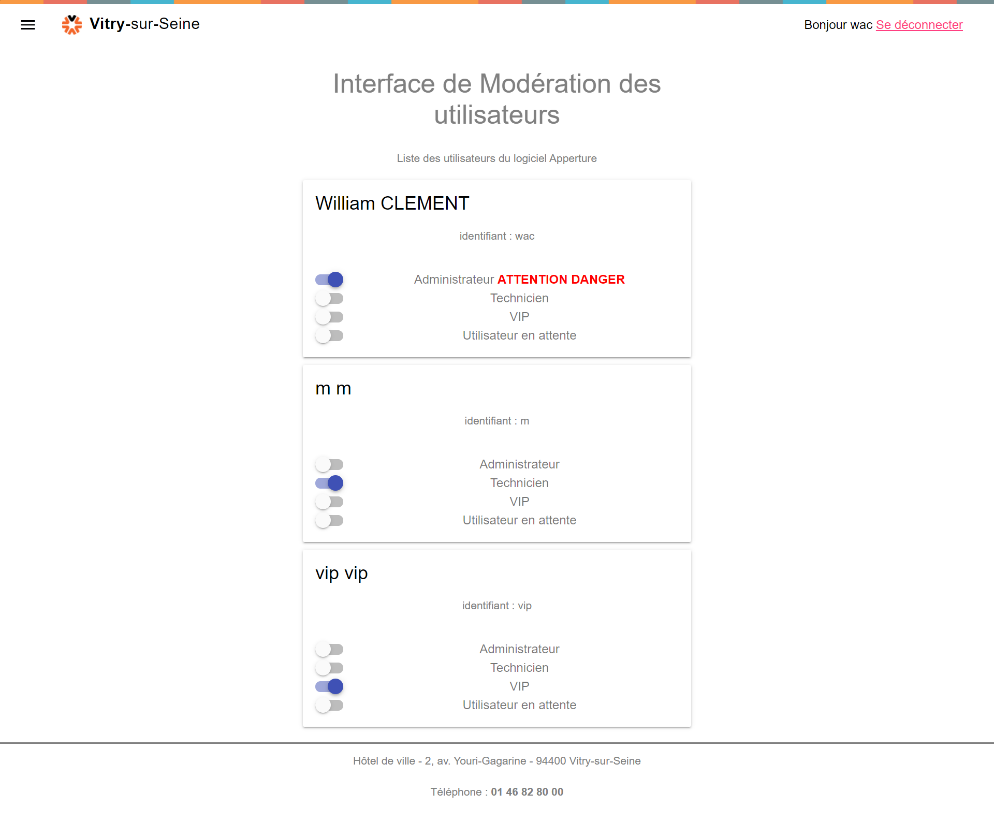 Vitry-sur-Seine
Bonjour wac Se déconnecter
Interface de Modération des
utilisateurs
Liste des utilisateurs du logiciel Apperture
William CLEMENT
identifiant : wac
Administrateur ATTENTION DANGER
Technicien
VIP
Utilisateur en attente
m m
identifiant : m
Administrateur
Technicien
VIP
Utilisateur en attente
vip vip
identifiant : vip
Administrateur
Technicien
VIP
Utilisateur en attente
Hôtel de ville - 2, av. Youri-Gagarine - 94400 Vitry-sur-Seine
Téléphone : 01 46 82 80 00